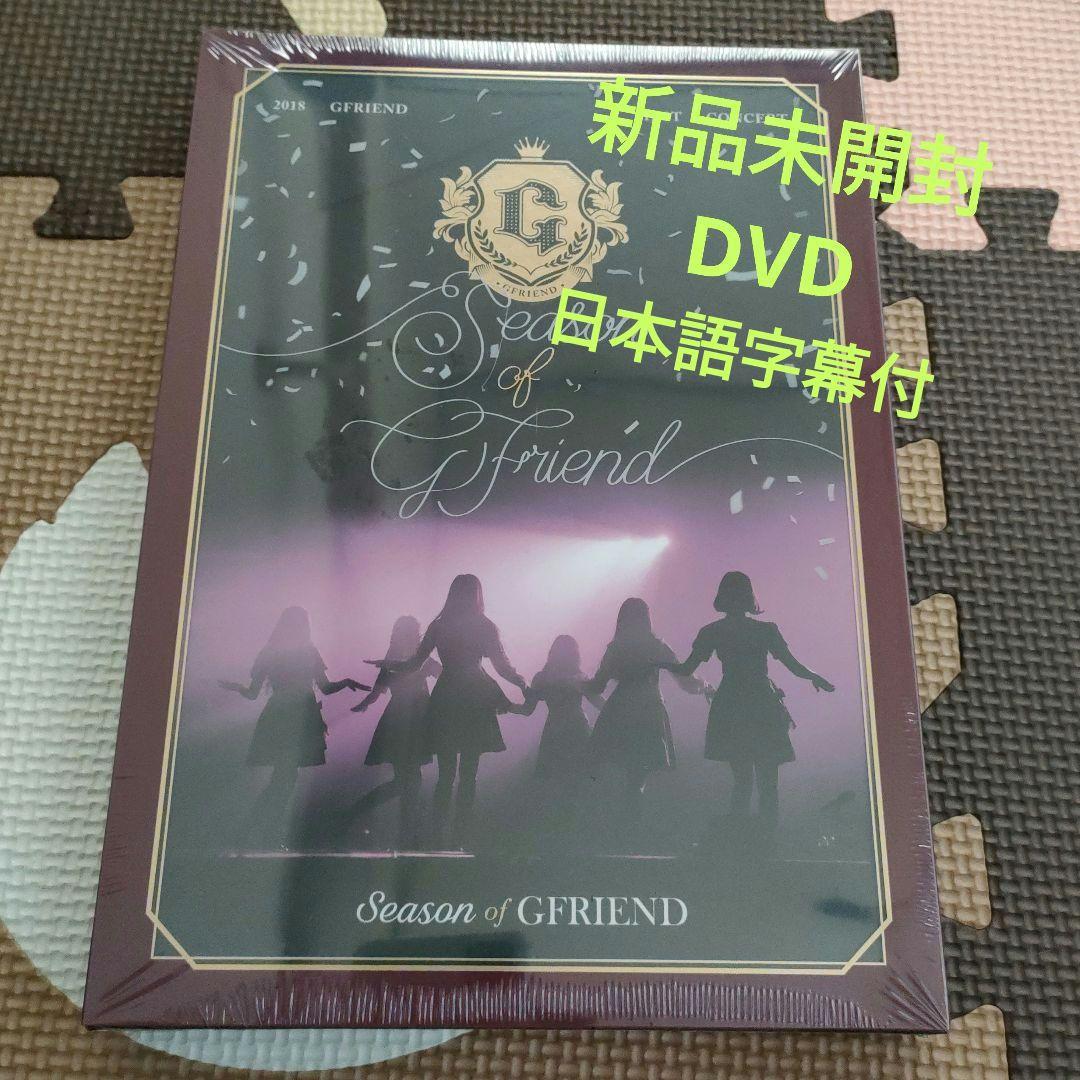 2018 GFRIEND
CONCERT
新品未開封
DVD
日本語字幕付
G
GFRIEND
Season
of
GFriend
Season of GFRIEND